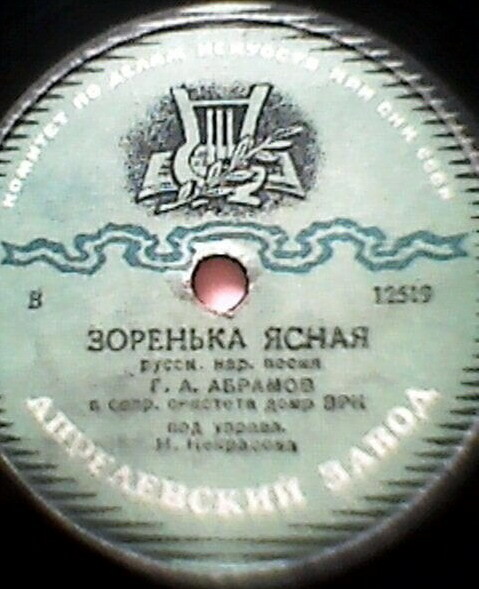 КОМИТЕТ ПО ДЕЛАМ ИСКУССТВ ПРИ СНК СССР
В 12519
ЗОРЕНЬКА ЯСНАЯ
русск. нар. песня
Г. А. АБРАМОВ
в сопр. октета домр ВРК
под управл.
Н. Некрасова
АПРЕЛЕВСКИЙ ЗАВОД